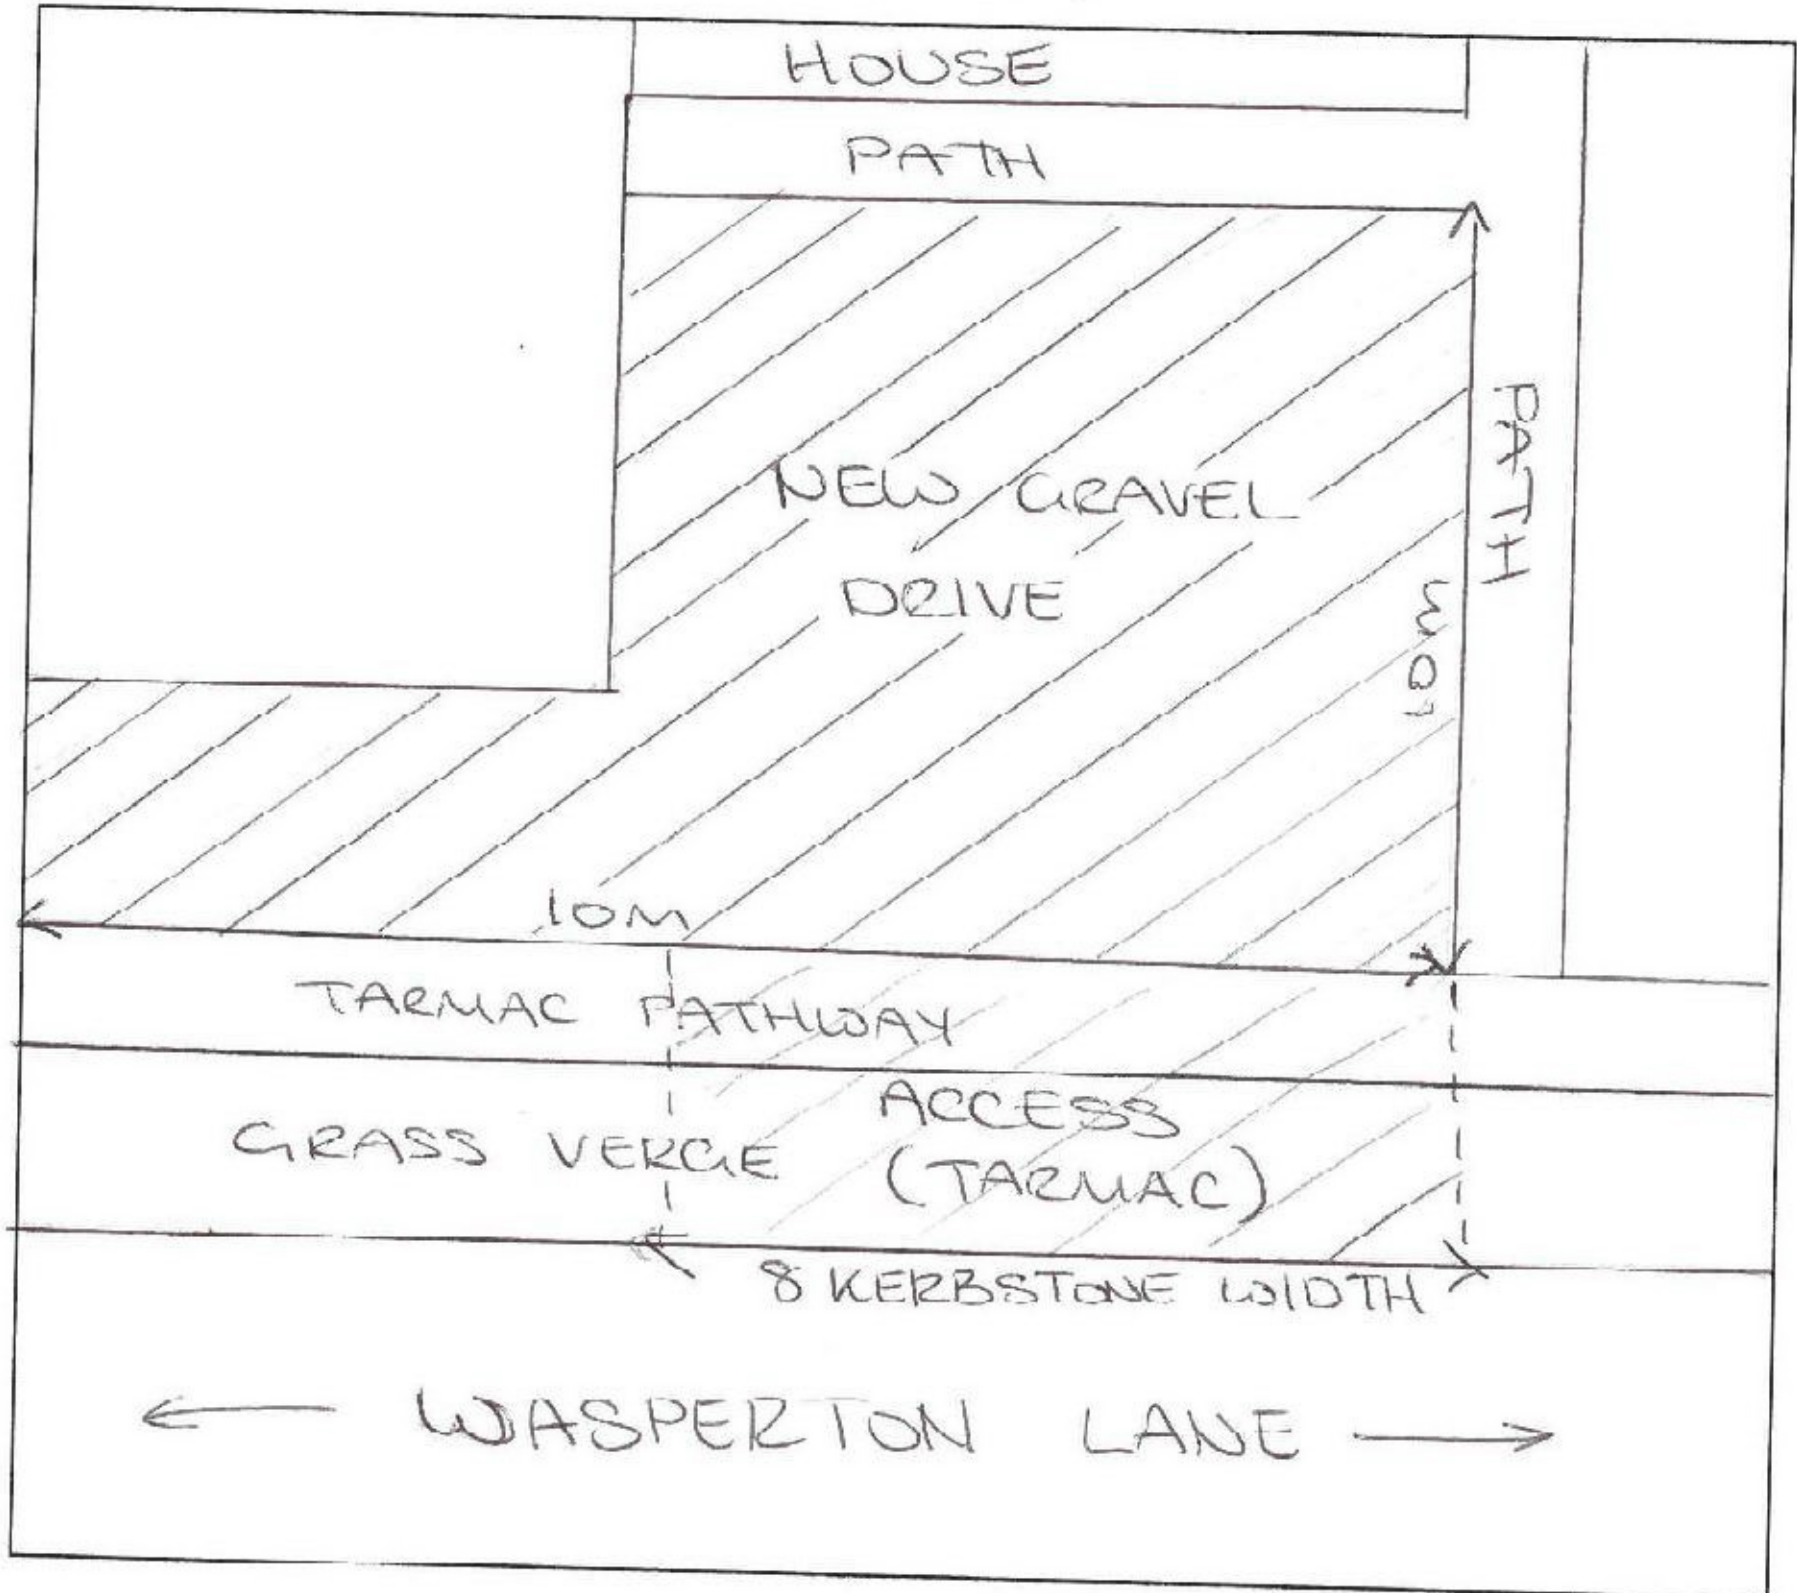 HOUSE
PATH
PATH
NEW GRAVEL
DRIVE
10M
10M
TARMAC PATHWAY
ACCESS
GRASS VERGE (TARMAC)
8 KERBSTONE WIDTH
WASPERTON LANE